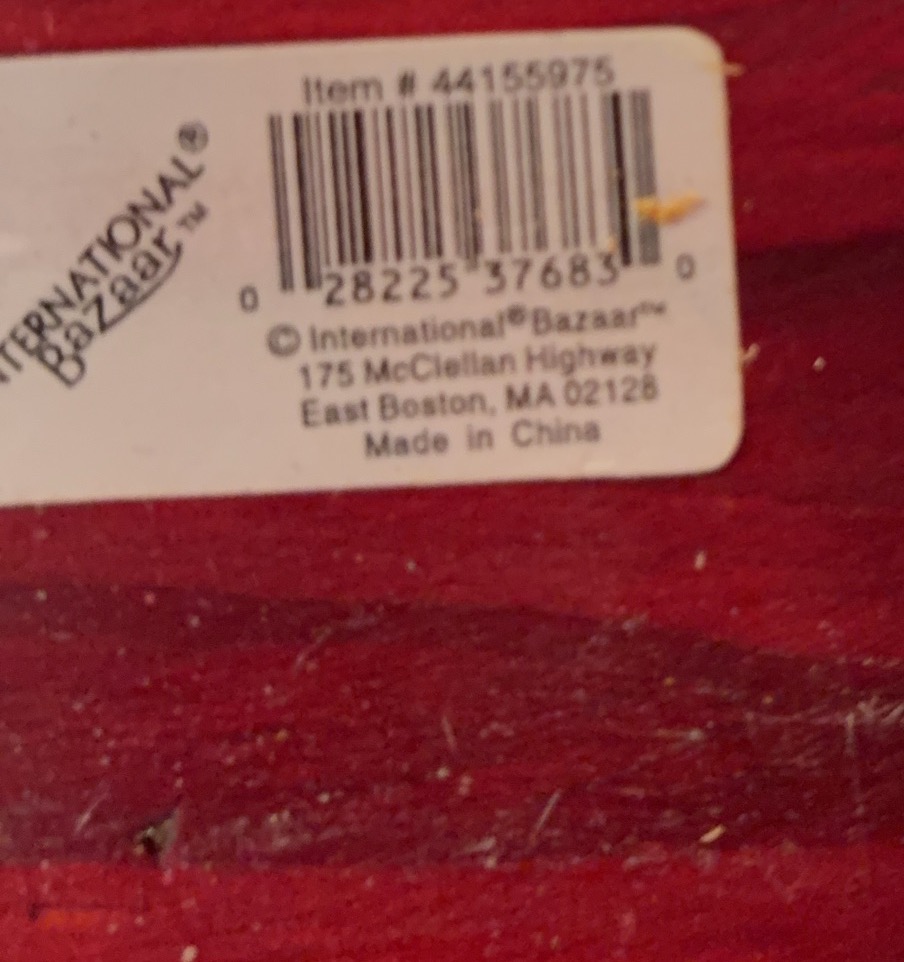 Item # 44155975
TERNATIONAL®
Bazaar™
0 28225 37683 0
© International® Bazaar™
175 McClellan Highway
East Boston, MA 02128
Made in China